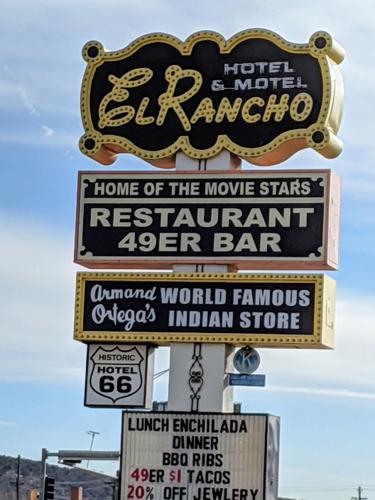 HOTEL
& MOTEL
El Rancho
HOME OF THE MOVIE STARS
RESTAURANT
49ER BAR
Armand
Ortega's
WORLD FAMOUS
INDIAN STORE
HISTORIC
HOTEL
66
LUNCH ENCHILADA
DINNER
BBQ RIBS
49ER $1 TACOS
20% OFF JEWLERY